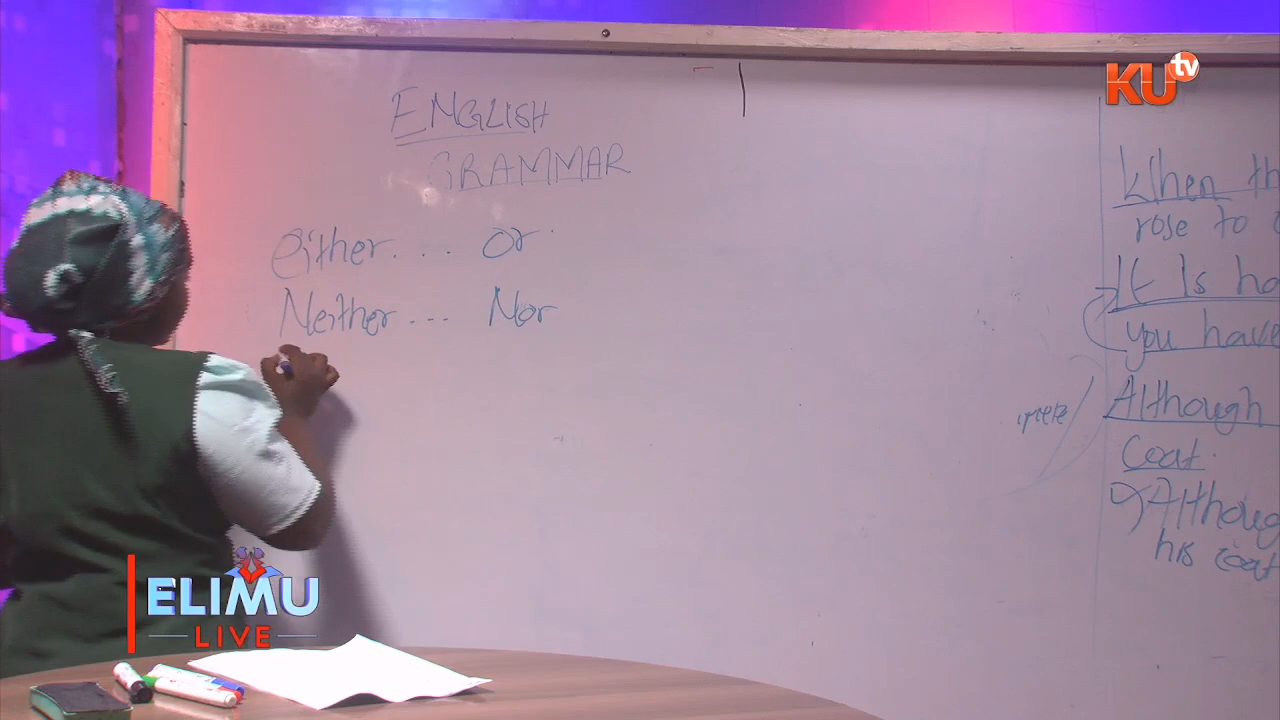 KU tv
ENGLISH
GRAMMAR
either.... or
Neither... Nor
When th
rose to
It Is ha
you have
Although
Coat.
Althoug
his coat
ELIMU
LIVE